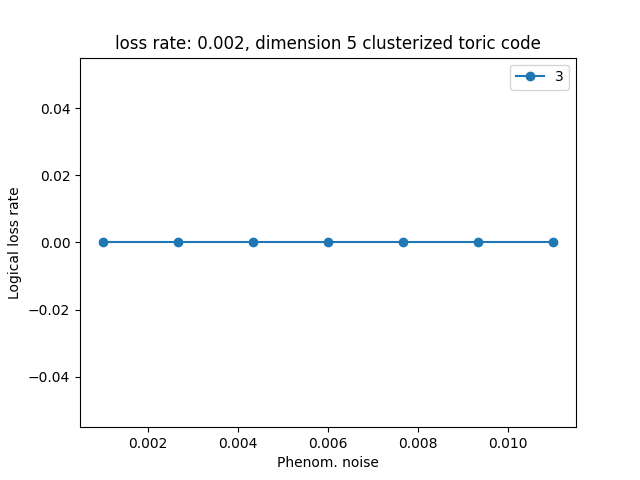 loss rate: 0.002, dimension 5 clusterized toric code
3
0.04
0.02
0.00
−0.02
−0.04
Logical loss rate
0.002 0.004 0.006 0.008 0.010
Phenom. noise